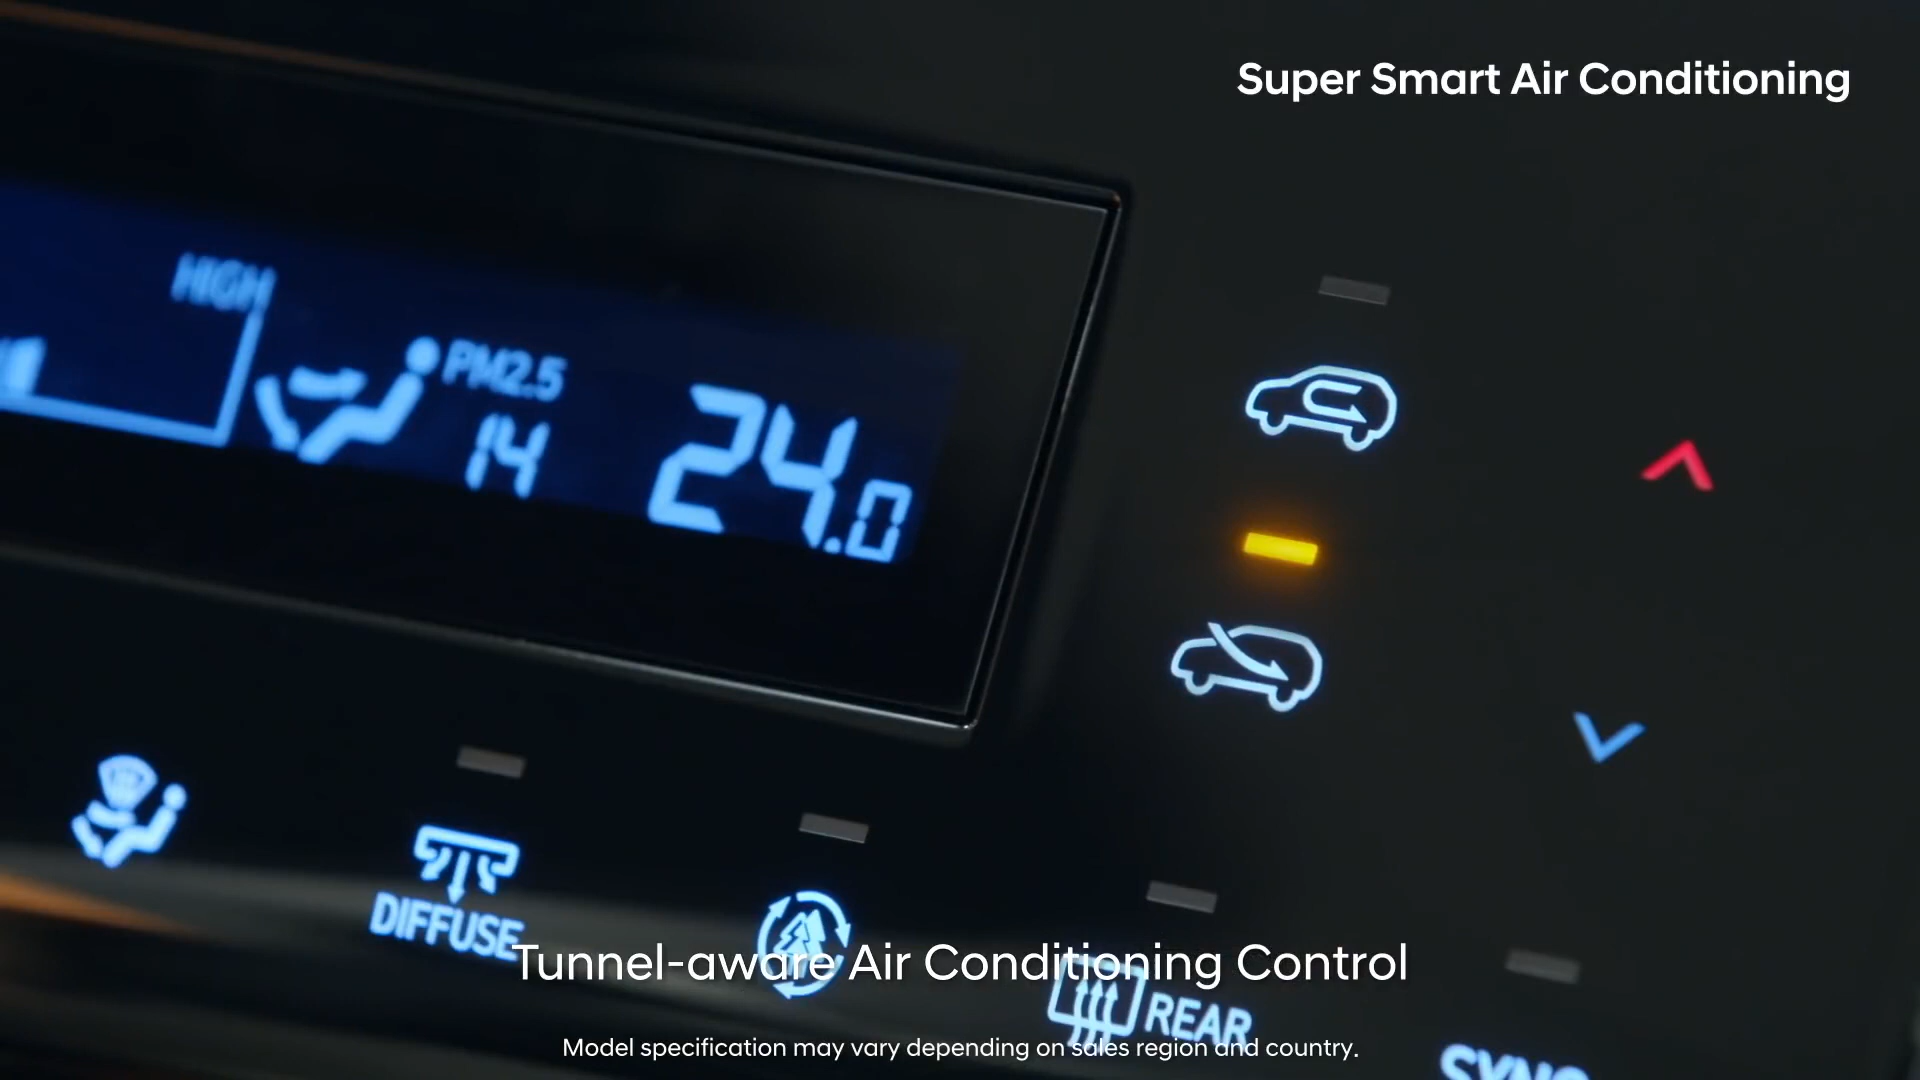 Super Smart Air Conditioning
HIGH
PM2.5
14
24.0
DIFFUSE
Tunnel-aware Air Conditioning Control
REAR
Model specification may vary depending on sales region and country.
SYNC